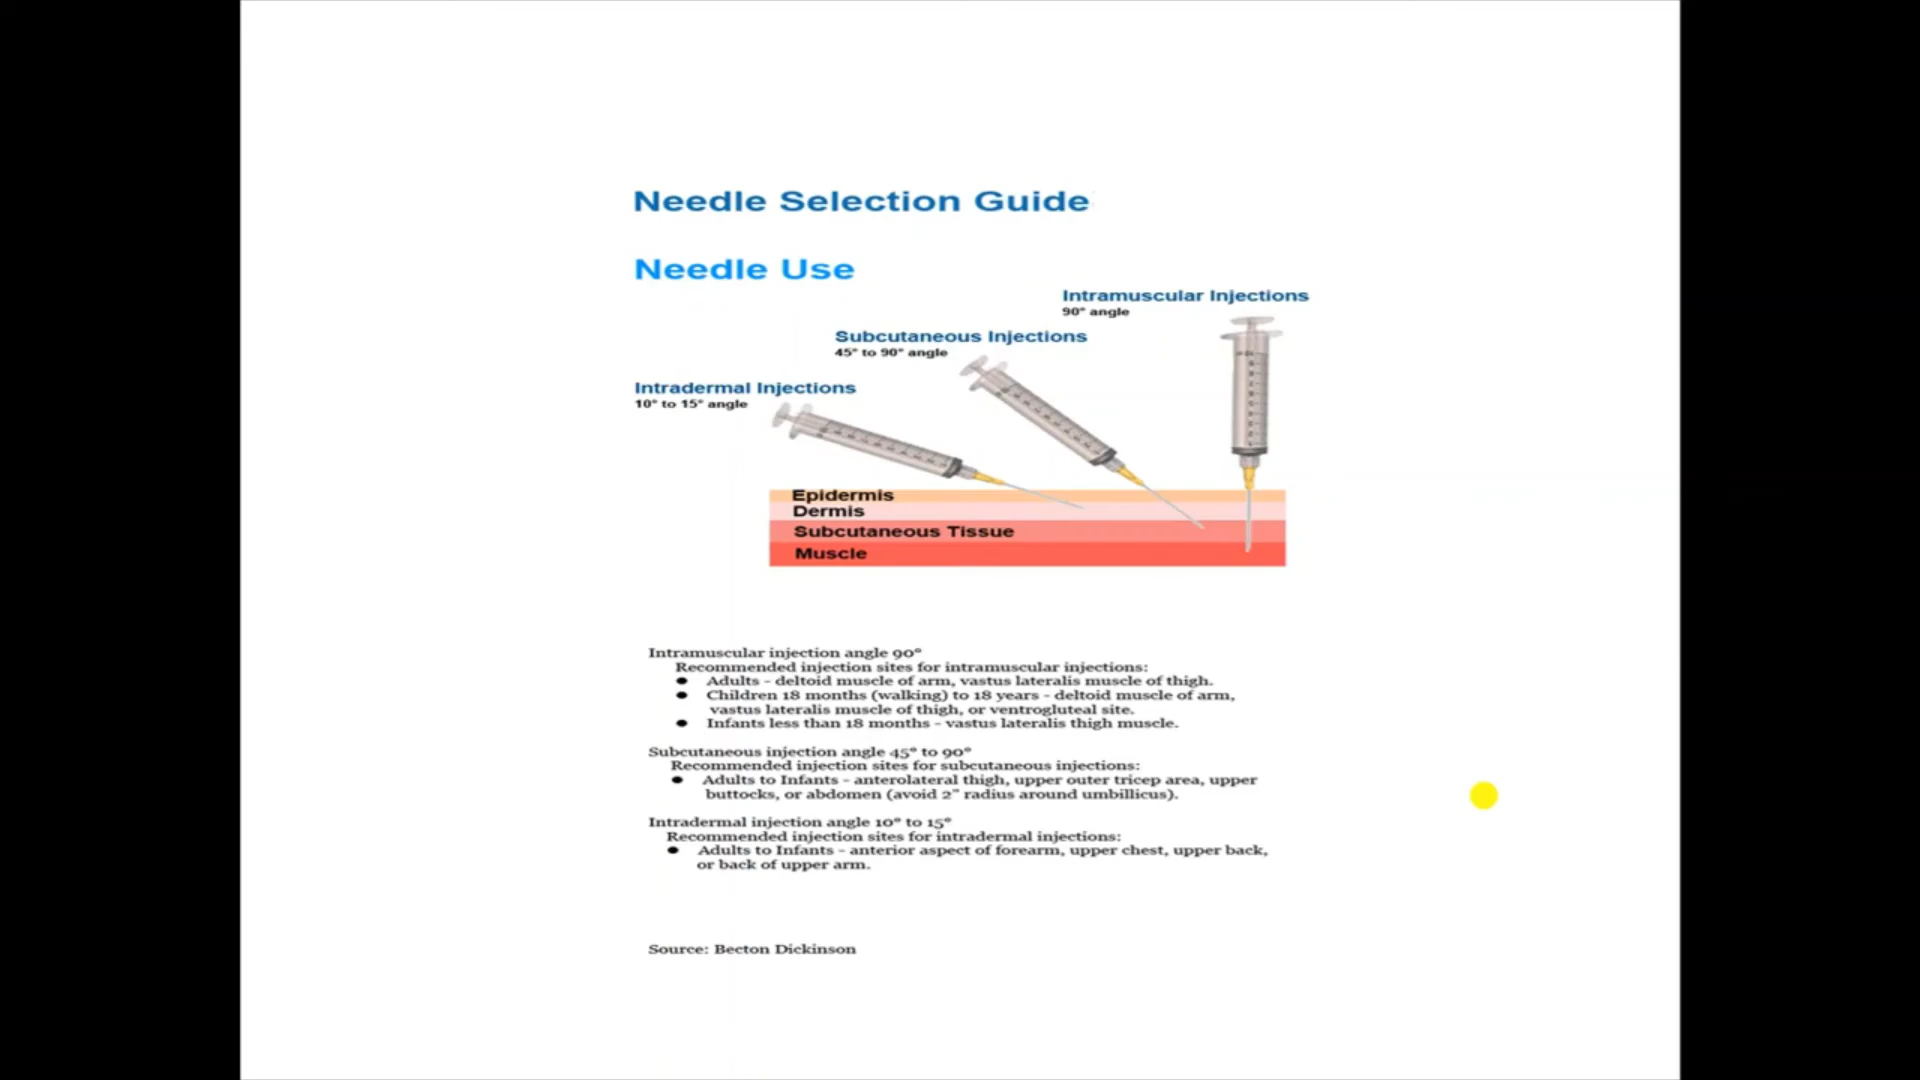 Needle Selection Guide
Needle Use
Intramuscular Injections
90° angle
Subcutaneous Injections
45° to 90° angle
Intradermal Injections
10° to 15° angle
Epidermis
Dermis
Subcutaneous Tissue
Muscle
Intramuscular injection angle 90°
Recommended injection sites for intramuscular injections:
● Adults - deltoid muscle of arm, vastus lateralis muscle of thigh.
● Children 18 months (walking) to 18 years - deltoid muscle of arm,
vastus lateralis muscle of thigh, or ventrogluteal site.
● Infants less than 18 months - vastus lateralis thigh muscle.
Subcutaneous injection angle 45° to 90°
Recommended injection sites for subcutaneous injections:
● Adults to Infants - anterolateral thigh, upper outer tricep area, upper
buttocks, or abdomen (avoid 2" radius around umbillicus).
Intradermal injection angle 10° to 15°
Recommended injection sites for intradermal injections:
● Adults to Infants - anterior aspect of forearm, upper chest, upper back,
or back of upper arm.
Source: Becton Dickinson